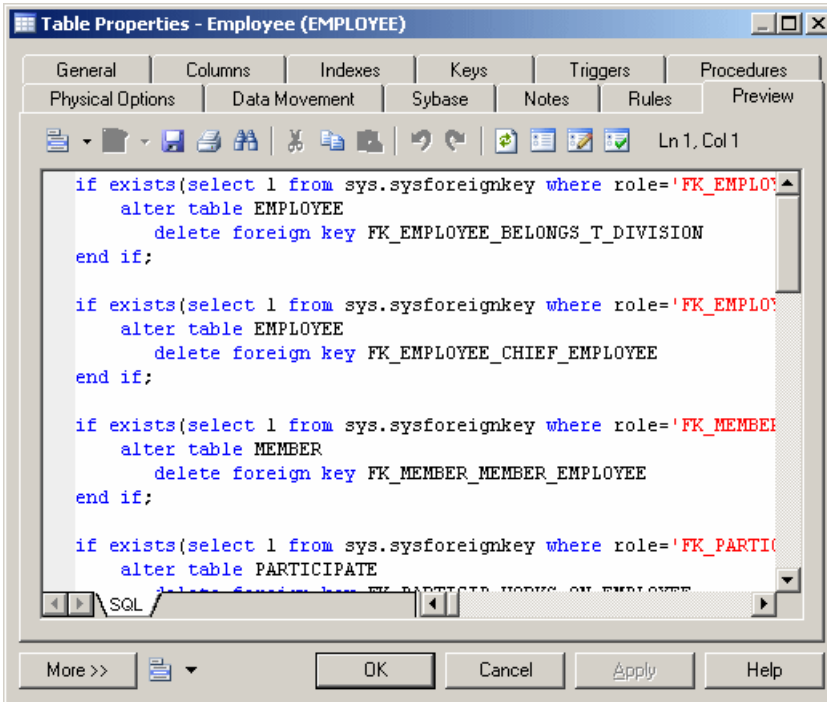 Table Properties - Employee (EMPLOYEE)
General Columns Indexes Keys Triggers Procedures
Physical Options Data Movement Sybase Notes Rules Preview
Ln 1, Col 1
if exists(select 1 from sys.sysforeignkey where role='FK_EMPLOY
alter table EMPLOYEE
delete foreign key FK_EMPLOYEE_BELONGS_T_DIVISION
end if;
if exists(select 1 from sys.sysforeignkey where role='FK_EMPLOY
alter table EMPLOYEE
delete foreign key FK_EMPLOYEE_CHIEF_EMPLOYEE
end if;
if exists(select 1 from sys.sysforeignkey where role='FK_MEMBER
alter table MEMBER
delete foreign key FK_MEMBER_MEMBER_EMPLOYEE
end if;
if exists(select 1 from sys.sysforeignkey where role='FK_PARTIC
alter table PARTICIPATE
delete foreign key FK_PARTICIP_WORKS_ON_EMPLOYEE
SQL
More >> OK Cancel Apply Help